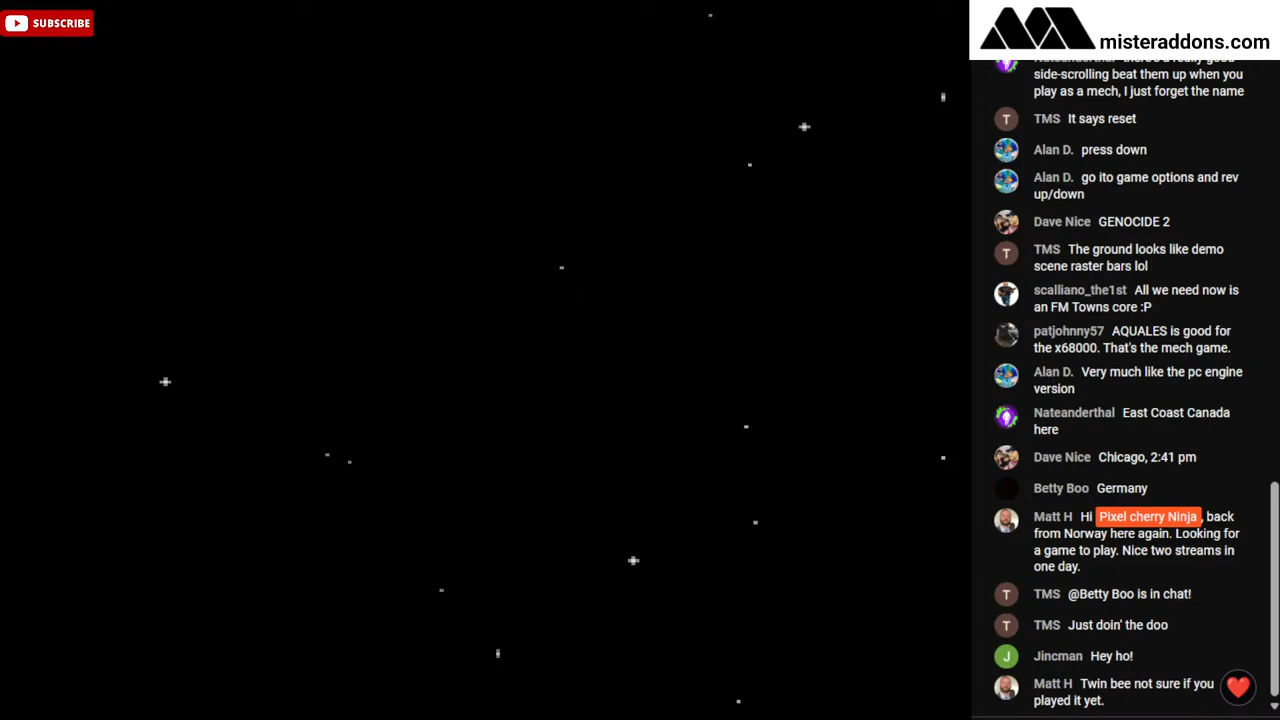 SUBSCRIBE
misteraddons.com
Nateanderthal there's a really good
side-scrolling beat them up when you
play as a mech, I just forget the name
T TMS It says reset
Alan D. press down
Alan D. go ito game options and rev
up/down
Dave Nice GENOCIDE 2
T TMS The ground looks like demo
scene raster bars lol
scalliano_the1st All we need now is
an FM Towns core :P
patjohnny57 AQUALES is good for
the x68000. That's the mech game.
Alan D. Very much like the pc engine
version
Nateanderthal East Coast Canada
here
Dave Nice Chicago, 2:41 pm
Betty Boo Germany
Matt H Hi Pixel cherry Ninja , back
from Norway here again. Looking for
a game to play. Nice two streams in
one day.
T TMS @Betty Boo is in chat!
T TMS Just doin' the doo
J Jincman Hey ho!
Matt H Twin bee not sure if you
played it yet.